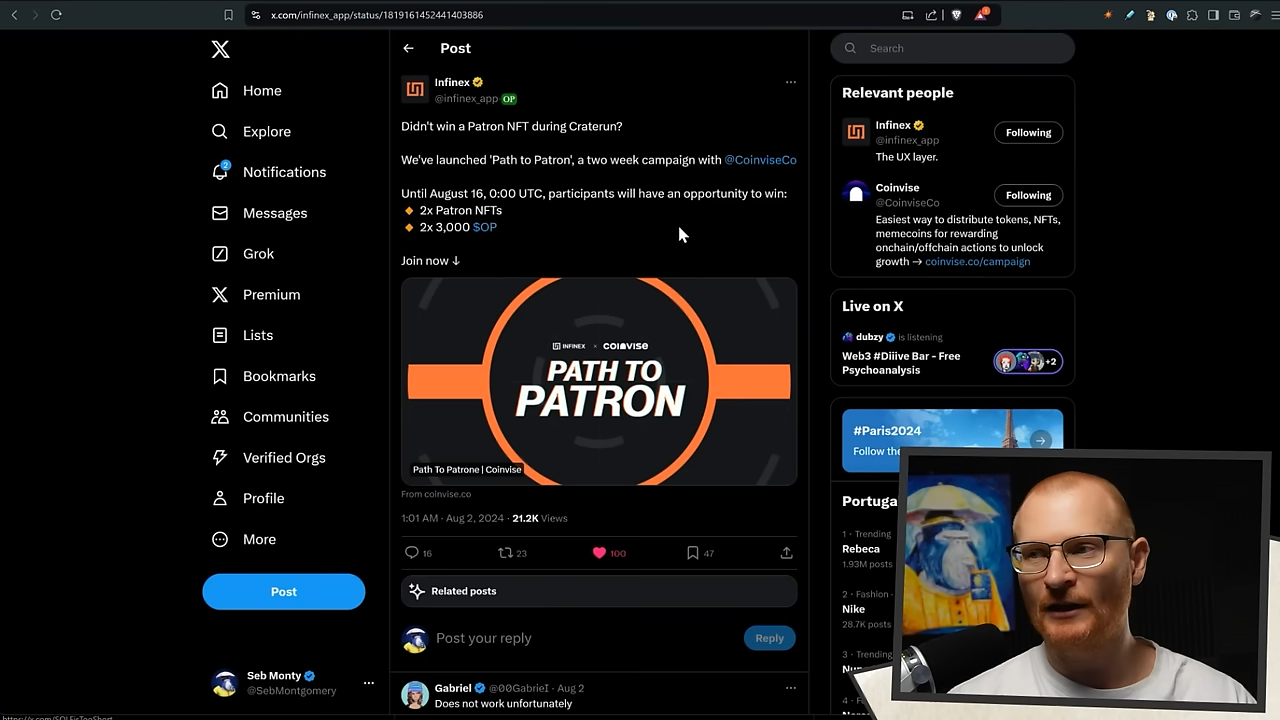 x.com/infinex_app/status/1819161452441403886
1
Home
Explore
2
Notifications
Messages
Grok
Premium
Lists
Bookmarks
Communities
Verified Orgs
Profile
More
Post
Seb Monty
@SebMontgomery
Post
Infinex
@infinex_app OP
Didn't win a Patron NFT during Craterun?
We've launched 'Path to Patron', a two week campaign with @CoinviseCo
Until August 16, 0:00 UTC, participants will have an opportunity to win:
🔸 2x Patron NFTs
🔸 2x 3,000 $OP
Join now ↓
INFINEX × COINVISE
PATH TO
PATRON
Path To Patrone | Coinvise
From coinvise.co
1:01 AM · Aug 2, 2024 · 21.2K Views
16 23 100 47
Related posts
Post your reply
Reply
Gabriel @00Gabriel · Aug 2
Does not work unfortunately
Search
Relevant people
Infinex
@infinex_app
Following
The UX layer.
Coinvise
@CoinviseCo
Following
Easiest way to distribute tokens, NFTs,
memecoins for rewarding
onchain/offchain actions to unlock
growth → coinvise.co/campaign
Live on X
dubzy is listening
Web3 #Diiive Bar - Free
Psychoanalysis
+2
#Paris2024
Follow the
Portuga
1 · Trending
Rebeca
1.93M posts
2 · Fashion ·
Nike
28.7K posts
3 · Trending
4 ·